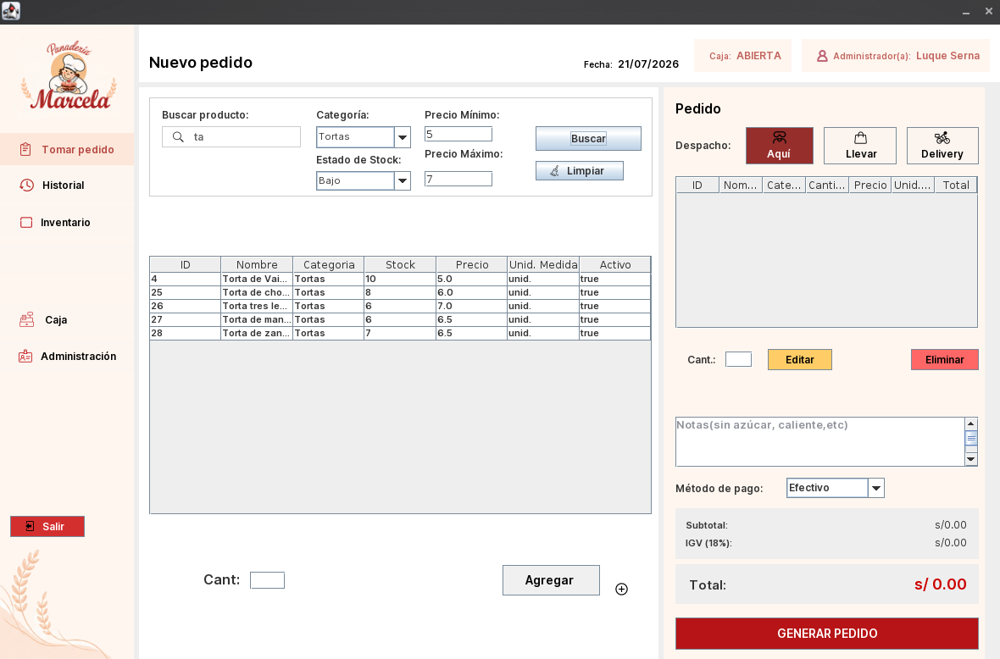 Panadería
Marcela
Tomar pedido
Historial
Inventario
Caja
Administración
Salir
Nuevo pedido
Fecha: 21/07/2026
Caja: ABIERTA
Administrador(a): Luque Serna
Buscar producto:
ta
Categoría:
Tortas
Estado de Stock:
Bajo
Precio Mínimo:
5
Precio Máximo:
7
Buscar
Limpiar
ID Nombre Categoria Stock Precio Unid. Medida Activo
4 Torta de Vai... Tortas 10 5.0 unid. true
25 Torta de cho... Tortas 8 6.0 unid. true
26 Torta tres le... Tortas 6 7.0 unid. true
27 Torta de man... Tortas 6 6.5 unid. true
28 Torta de zan... Tortas 7 6.5 unid. true
Cant:
Agregar
Pedido
Despacho:
Aquí
Llevar
Delivery
ID Nom... Cate... Canti... Precio Unid.... Total
Cant.:
Editar
Eliminar
Notas(sin azúcar, caliente,etc)
Método de pago:
Efectivo
Subtotal: s/0.00
IGV (18%): s/0.00
Total: s/ 0.00
GENERAR PEDIDO